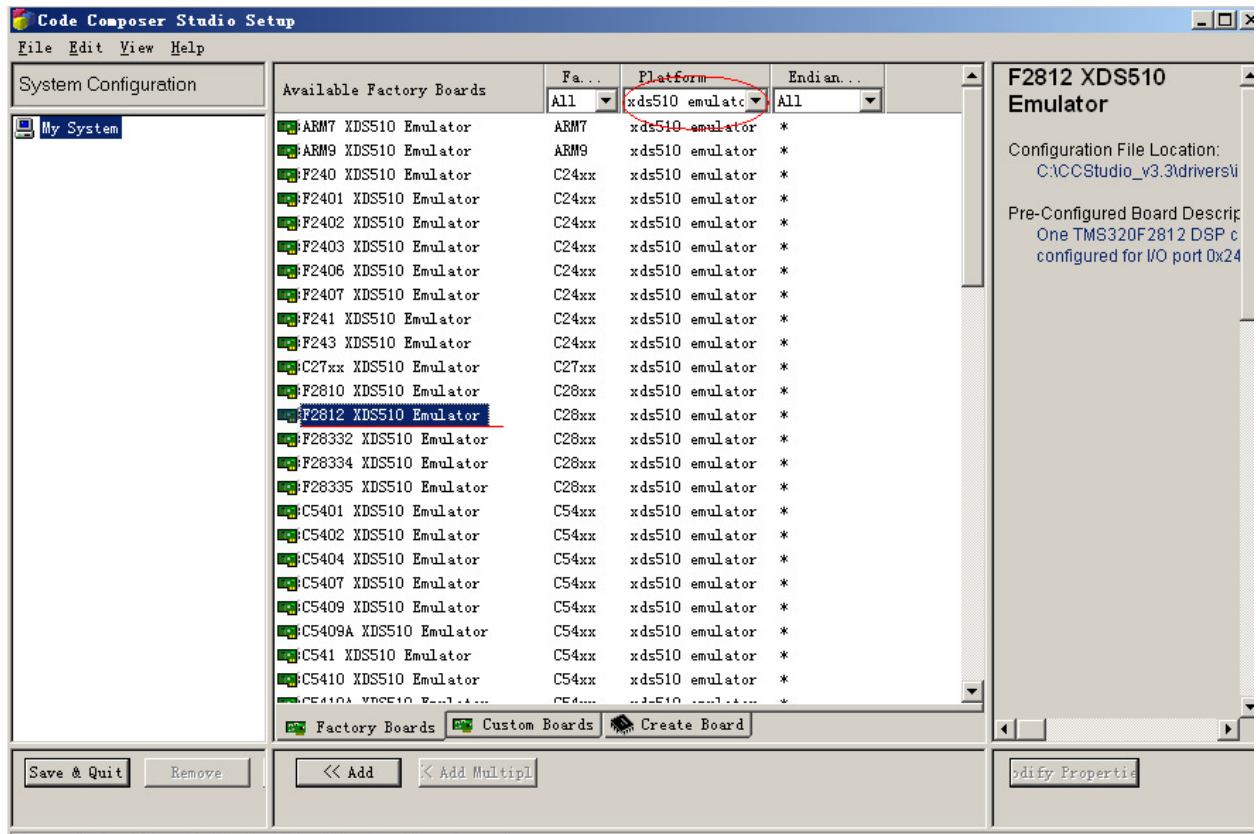 Code Composer Studio Setup
File Edit View Help
System Configuration
My System
Available Factory Boards Fa... Platform Endian...
All xds510 emulatc All
ARM7 XDS510 Emulator ARM7 xds510 emulator *
ARM9 XDS510 Emulator ARM9 xds510 emulator *
F240 XDS510 Emulator C24xx xds510 emulator *
F2401 XDS510 Emulator C24xx xds510 emulator *
F2402 XDS510 Emulator C24xx xds510 emulator *
F2403 XDS510 Emulator C24xx xds510 emulator *
F2406 XDS510 Emulator C24xx xds510 emulator *
F2407 XDS510 Emulator C24xx xds510 emulator *
F241 XDS510 Emulator C24xx xds510 emulator *
F243 XDS510 Emulator C24xx xds510 emulator *
C27xx XDS510 Emulator C27xx xds510 emulator *
F2810 XDS510 Emulator C28xx xds510 emulator *
F2812 XDS510 Emulator C28xx xds510 emulator *
F28332 XDS510 Emulator C28xx xds510 emulator *
F28334 XDS510 Emulator C28xx xds510 emulator *
F28335 XDS510 Emulator C28xx xds510 emulator *
C5401 XDS510 Emulator C54xx xds510 emulator *
C5402 XDS510 Emulator C54xx xds510 emulator *
C5404 XDS510 Emulator C54xx xds510 emulator *
C5407 XDS510 Emulator C54xx xds510 emulator *
C5409 XDS510 Emulator C54xx xds510 emulator *
C5409A XDS510 Emulator C54xx xds510 emulator *
C541 XDS510 Emulator C54xx xds510 emulator *
C5410 XDS510 Emulator C54xx xds510 emulator *
Factory Boards Custom Boards Create Board
F2812 XDS510
Emulator
Configuration File Location:
C:\CCStudio_v3.3\drivers\i
Pre-Configured Board Descrip
One TMS320F2812 DSP c
configured for I/O port 0x24
Save & Quit Remove << Add < Add Multipl odify Propertie